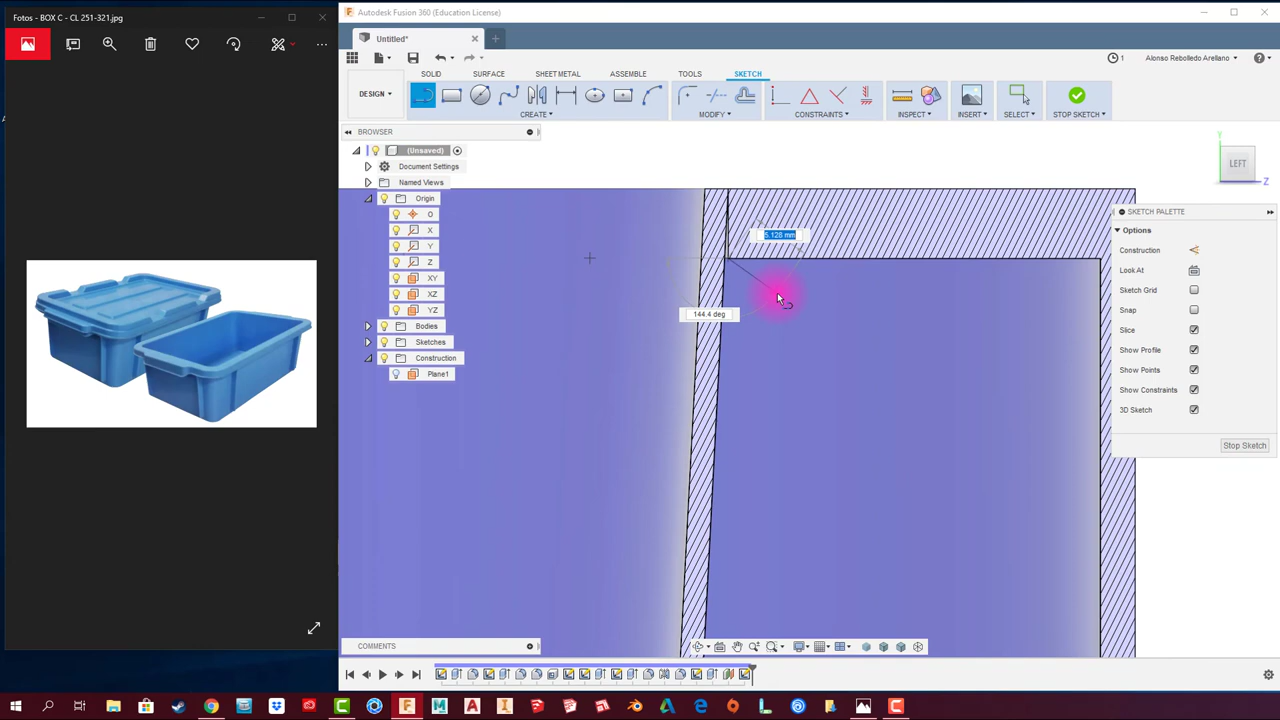 Fotos - BOX C - CL 251-321.jpg
Autodesk Fusion 360 (Education License)
Untitled*
1
Alonso Rebolledo Arellano
DESIGN
SOLID
SURFACE
SHEET METAL
ASSEMBLE
TOOLS
SKETCH
CREATE
MODIFY
CONSTRAINTS
INSPECT
INSERT
SELECT
STOP SKETCH
BROWSER
(Unsaved)
Document Settings
Named Views
Origin
O
X
Y
Z
XY
XZ
YZ
Bodies
Sketches
Construction
Plane1
5.128 mm
144.4 deg
Y
LEFT
Z
SKETCH PALETTE
Options
Construction
Look At
Sketch Grid
Snap
Slice
Show Profile
Show Points
Show Constraints
3D Sketch
Stop Sketch
COMMENTS